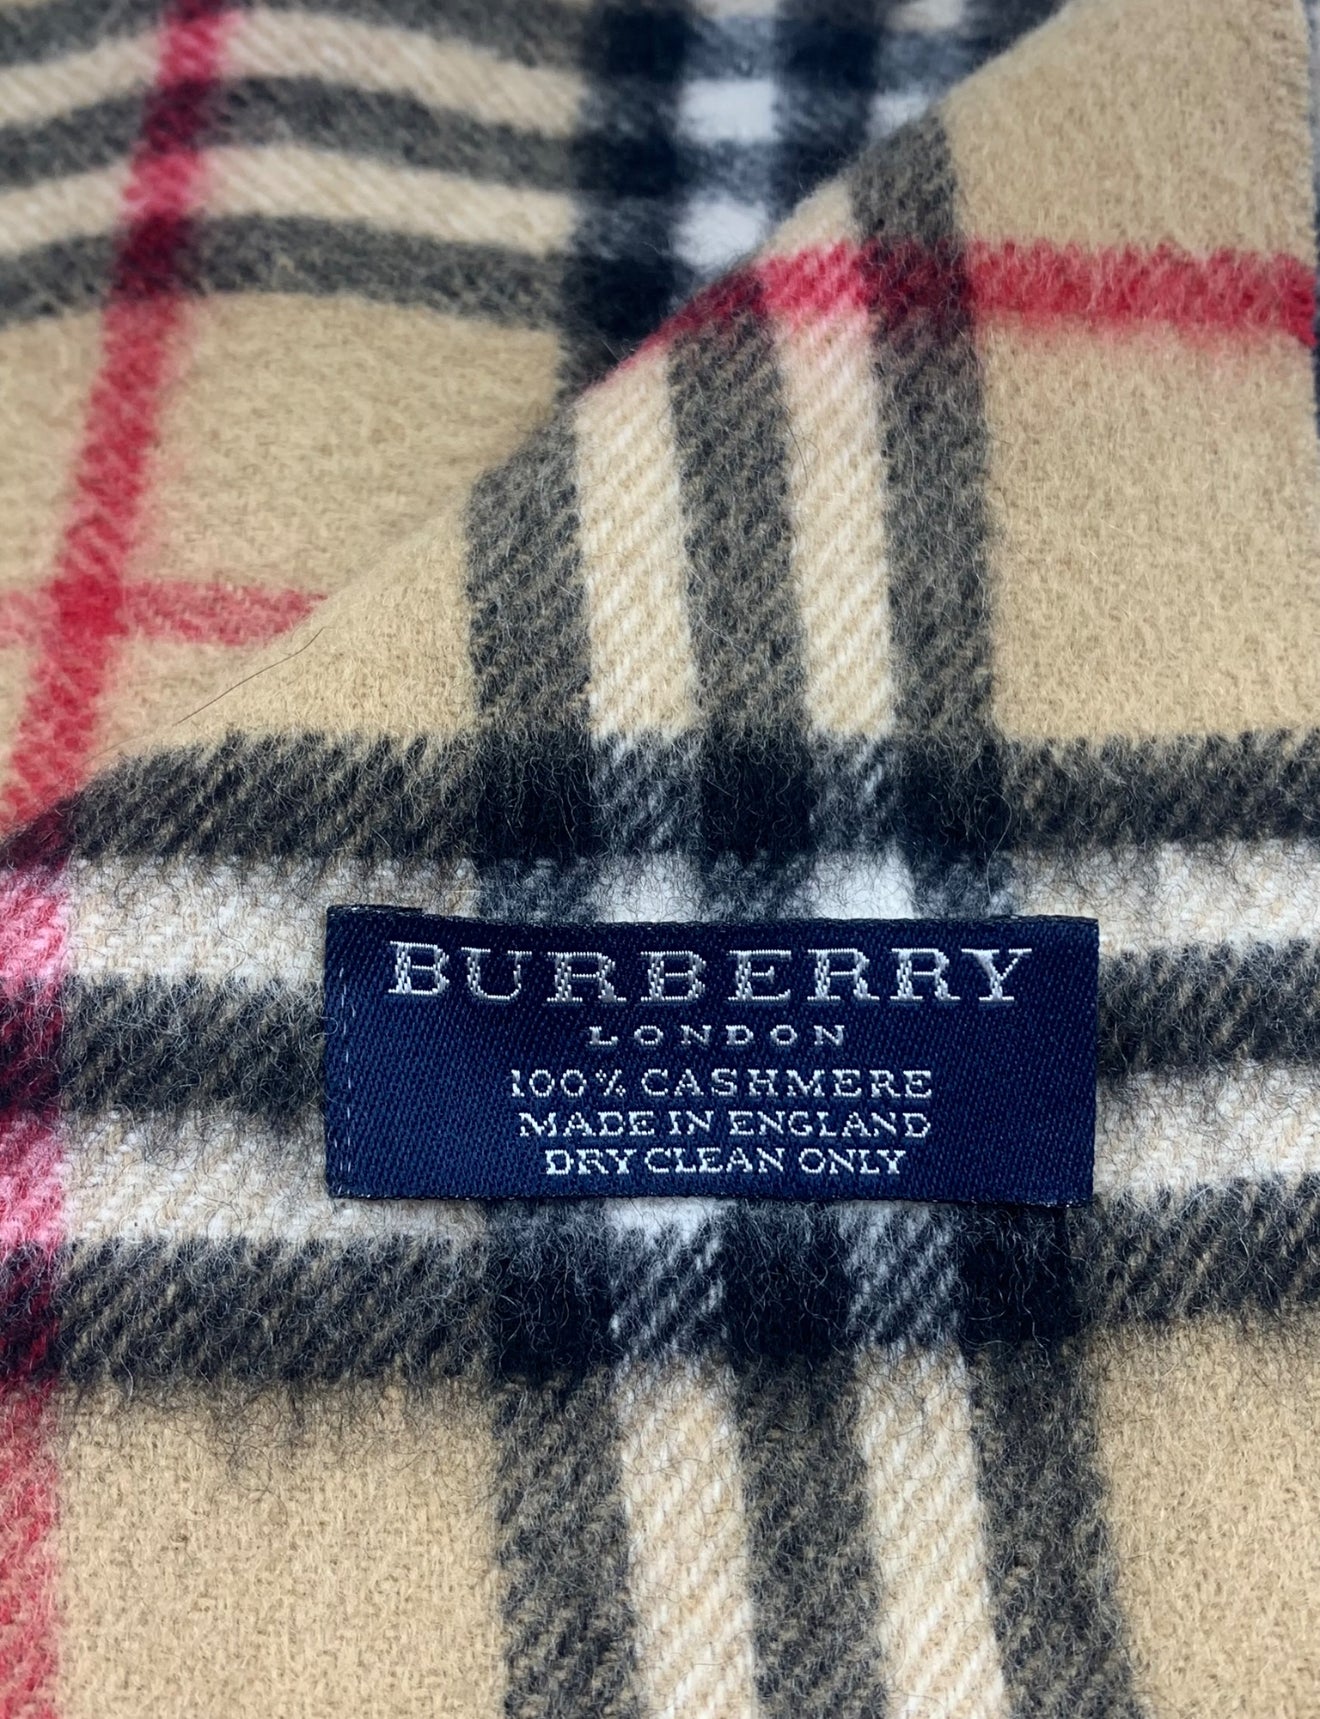 BURBERRY
LONDON
100% CASHMERE
MADE IN ENGLAND
DRY CLEAN ONLY